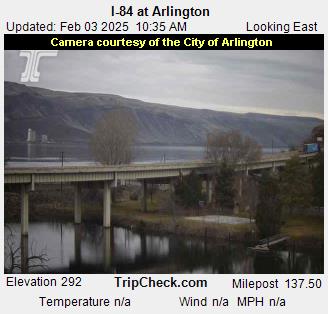 I-84 at Arlington
Updated: Feb 03 2025 10:35 AM Looking East
Camera courtesy of the City of Arlington
Elevation 292 TripCheck.com Milepost 137.50
Temperature n/a Wind n/a MPH n/a